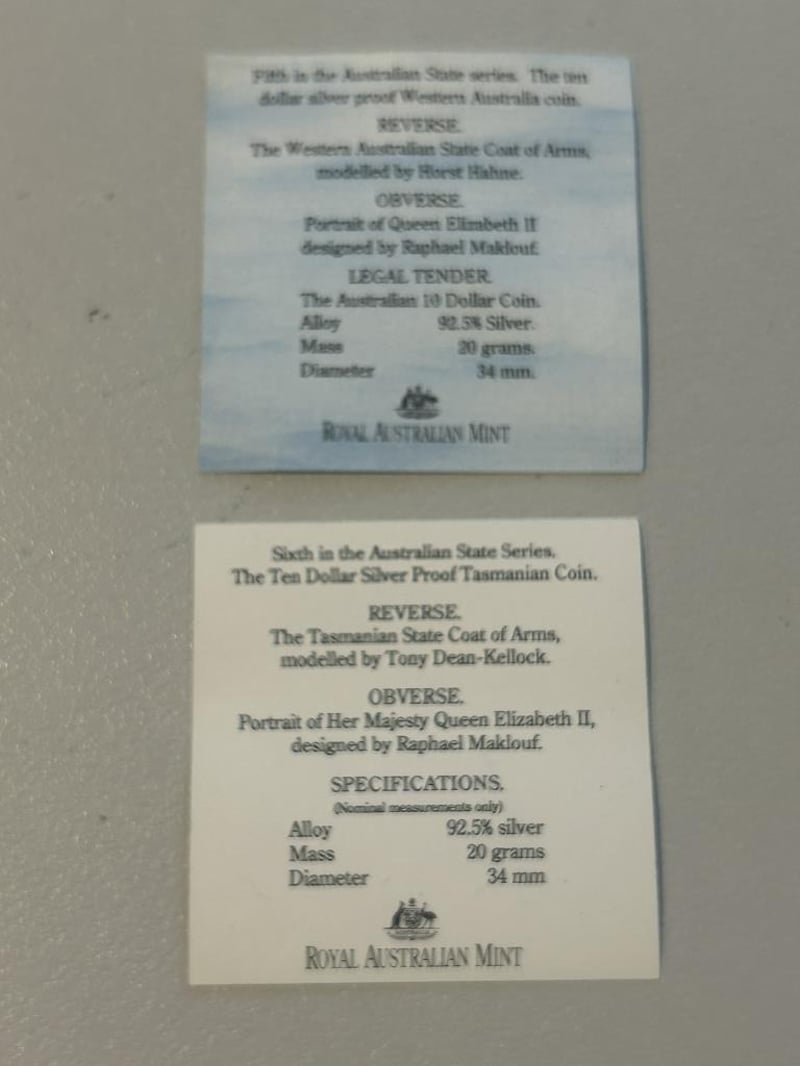 Fifth in the Australian State series. The ten
dollar silver proof Western Australia coin.
REVERSE.
The Western Australian State Coat of Arms,
modelled by Horst Hahne.
OBVERSE.
Portrait of Queen Elizabeth II
designed by Raphael Maklouf.
LEGAL TENDER.
The Australian 10 Dollar Coin.
Alloy 92.5% Silver.
Mass 20 grams.
Diameter 34 mm.
ROYAL AUSTRALIAN MINT
Sixth in the Australian State Series.
The Ten Dollar Silver Proof Tasmanian Coin.
REVERSE.
The Tasmanian State Coat of Arms,
modelled by Tony Dean-Kellock.
OBVERSE.
Portrait of Her Majesty Queen Elizabeth II,
designed by Raphael Maklouf.
SPECIFICATIONS.
(Nominal measurements only)
Alloy 92.5% silver
Mass 20 grams
Diameter 34 mm
ROYAL AUSTRALIAN MINT